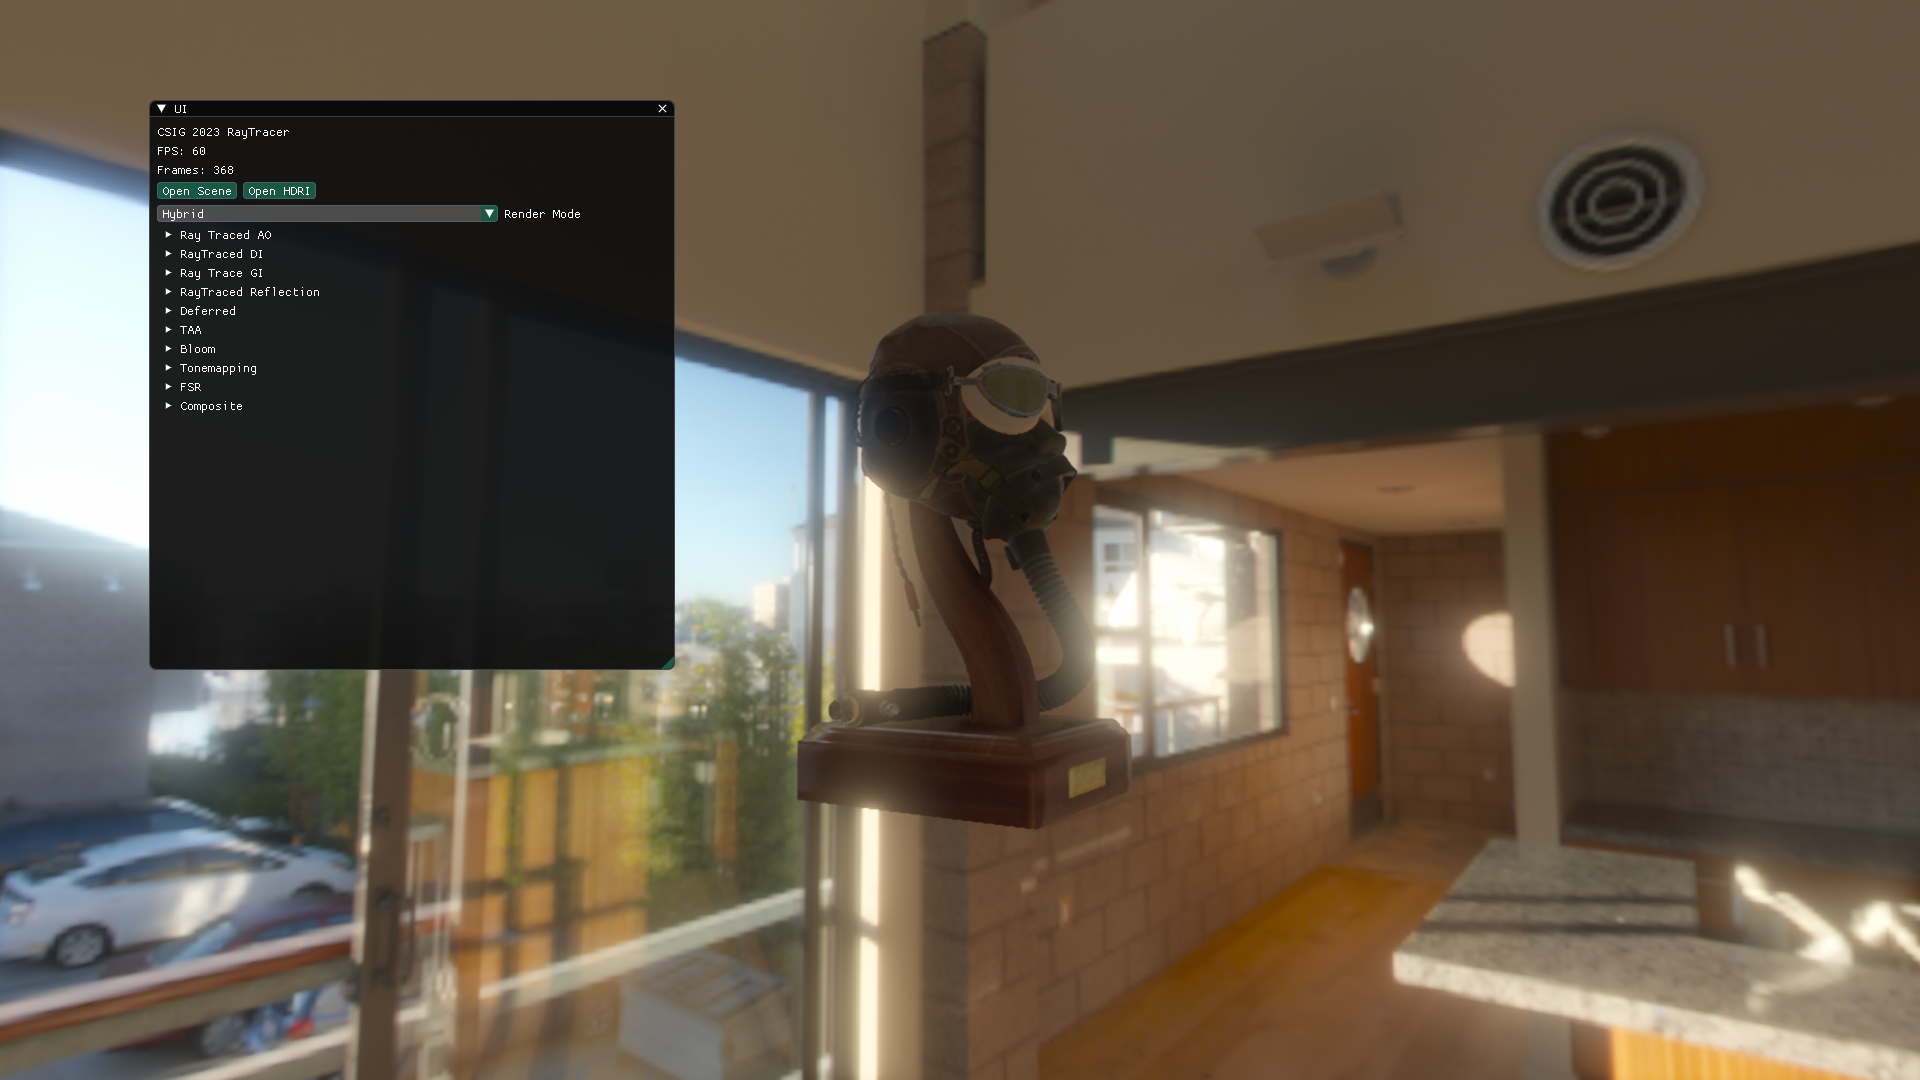 UI
CSIG 2023 RayTracer
FPS: 60
Frames: 368
Open Scene Open HDRI
Hybrid Render Mode
Ray Traced AO
RayTraced DI
Ray Trace GI
RayTraced Reflection
Deferred
TAA
Bloom
Tonemapping
FSR
Composite